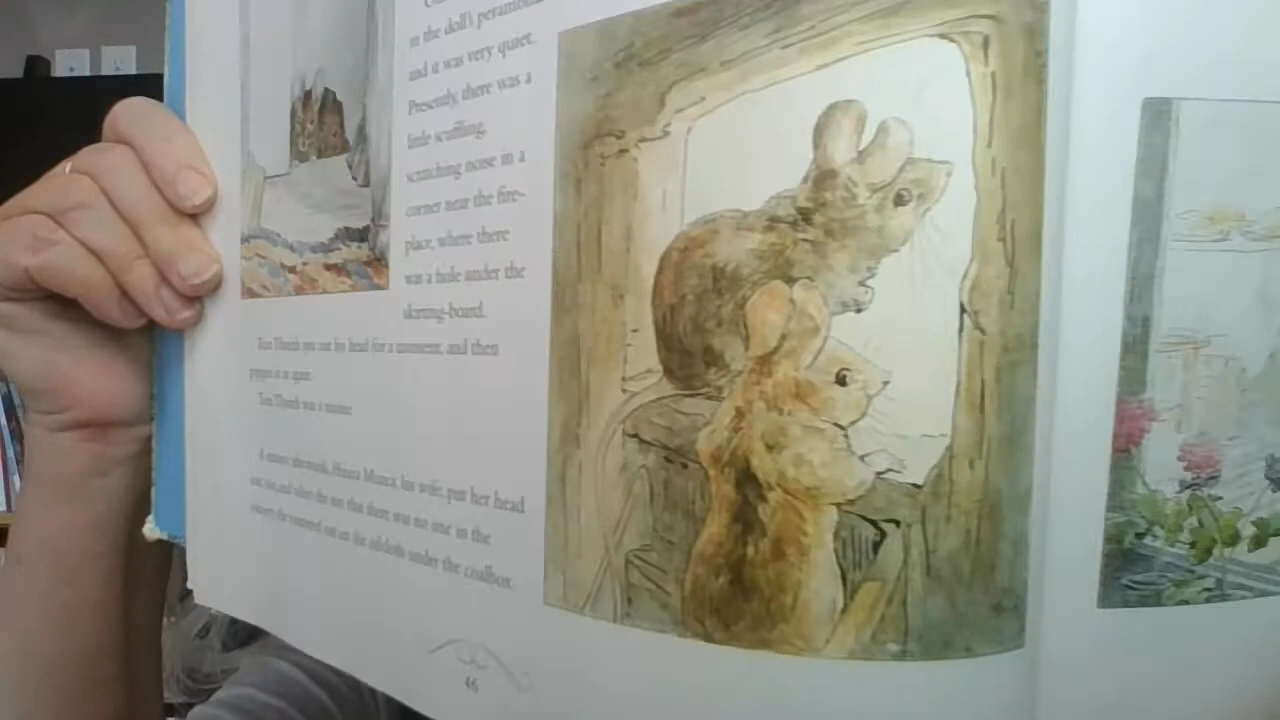 in the doll's
and it was very quiet.
Presently, there was a
little scuffling,
scratching noise in a
corner near the fire-
place, where there
was a hole under the
skirting-board.
Tom Thumb put out his head for a moment, and then
popped it in again.
Tom Thumb was a mouse.
A minute afterwards, Hunca Munca, his wife, put her head
out, too; and when she saw that there was no one in the
nursery, she ventured out on the oilcloth under the coalbox.
46